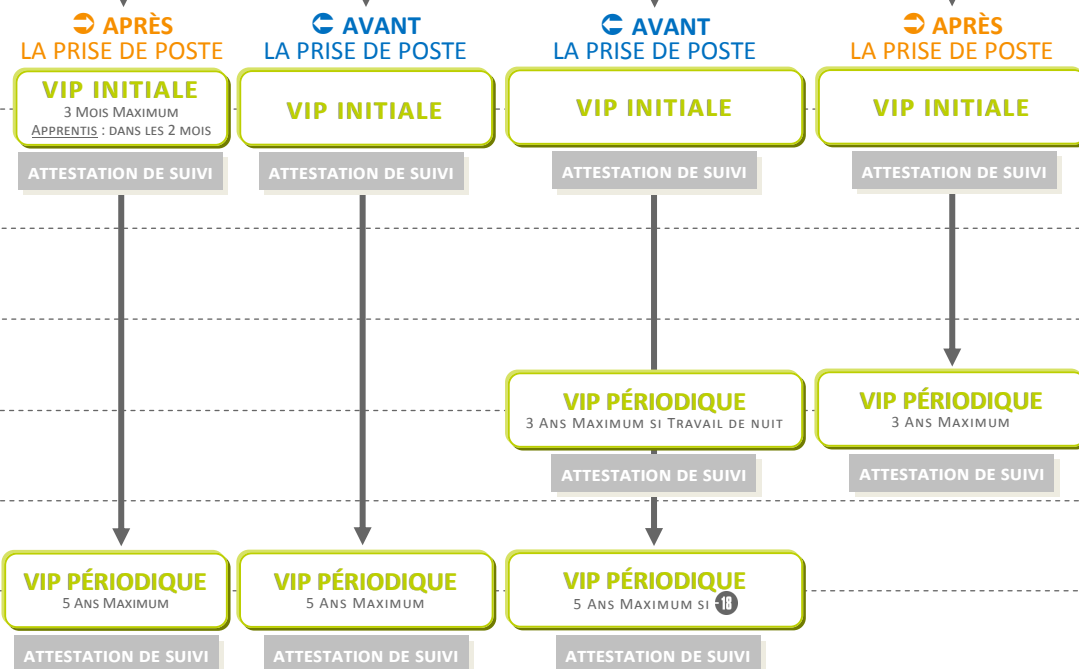 APRÈS
LA PRISE DE POSTE
AVANT
LA PRISE DE POSTE
AVANT
LA PRISE DE POSTE
APRÈS
LA PRISE DE POSTE
VIP INITIALE
3 Mois Maximum
Apprentis : dans les 2 mois
VIP INITIALE
VIP INITIALE
VIP INITIALE
ATTESTATION DE SUIVI
ATTESTATION DE SUIVI
ATTESTATION DE SUIVI
ATTESTATION DE SUIVI
VIP PÉRIODIQUE
3 Ans Maximum si Travail de nuit
VIP PÉRIODIQUE
3 Ans Maximum
ATTESTATION DE SUIVI
ATTESTATION DE SUIVI
VIP PÉRIODIQUE
5 Ans Maximum
VIP PÉRIODIQUE
5 Ans Maximum
VIP PÉRIODIQUE
5 Ans Maximum si -18
ATTESTATION DE SUIVI
ATTESTATION DE SUIVI
ATTESTATION DE SUIVI